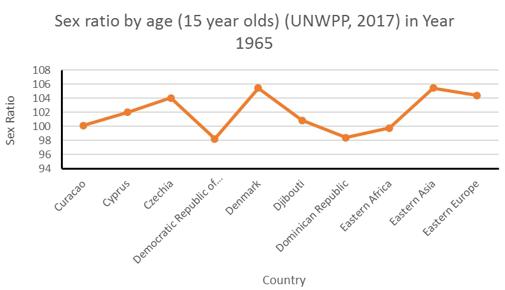 Sex ratio by age (15 year olds) (UNWPP, 2017) in Year
1965
108
106
104
102
100
98
96
94
Sex Ratio
Curacao
Cyprus
Czechia
Democratic Republic of...
Denmark
Djibouti
Dominican Republic
Eastern Africa
Eastern Asia
Eastern Europe
Country